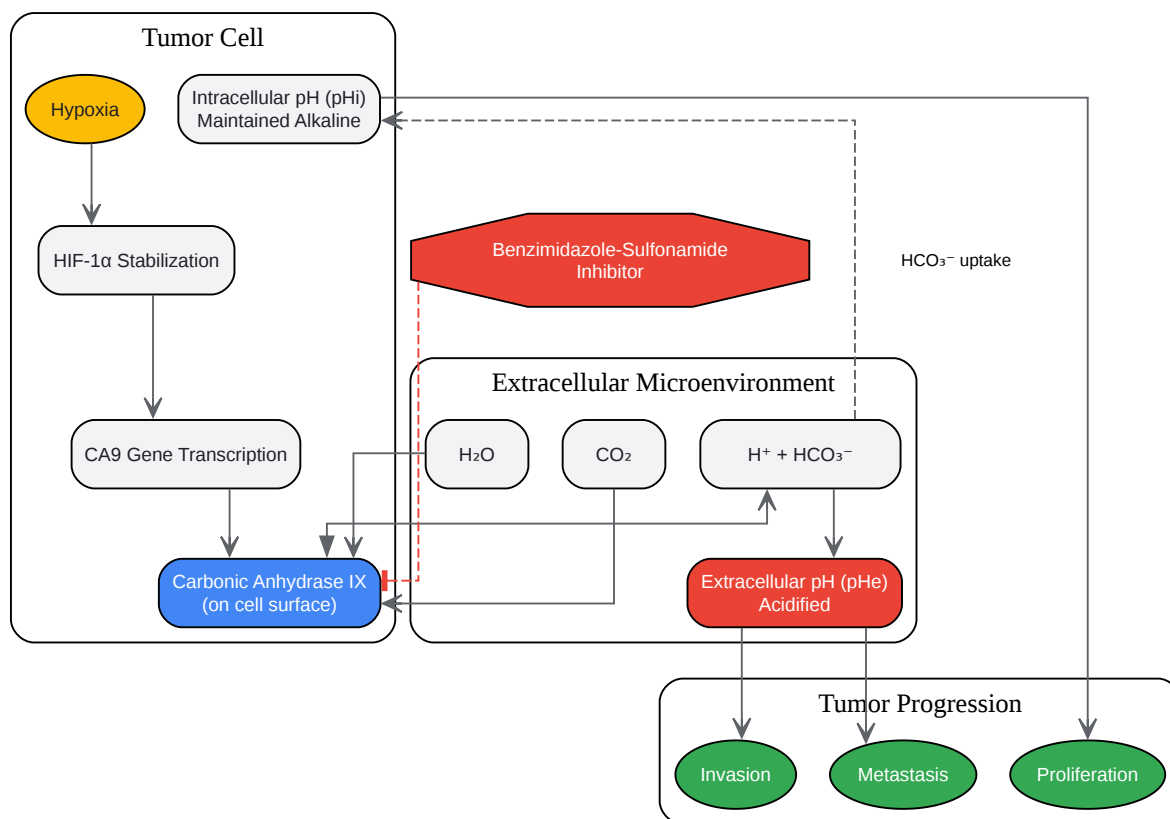 Tumor Cell
Hypoxia
Intracellular pH (pHi)
Maintained Alkaline
HIF-1α Stabilization
Benzimidazole-Sulfonamide
Inhibitor
HCO₃⁻ uptake
Extracellular Microenvironment
CA9 Gene Transcription
H₂O
CO₂
H⁺ + HCO₃⁻
Carbonic Anhydrase IX
(on cell surface)
Extracellular pH (pHe)
Acidified
Tumor Progression
Invasion
Metastasis
Proliferation